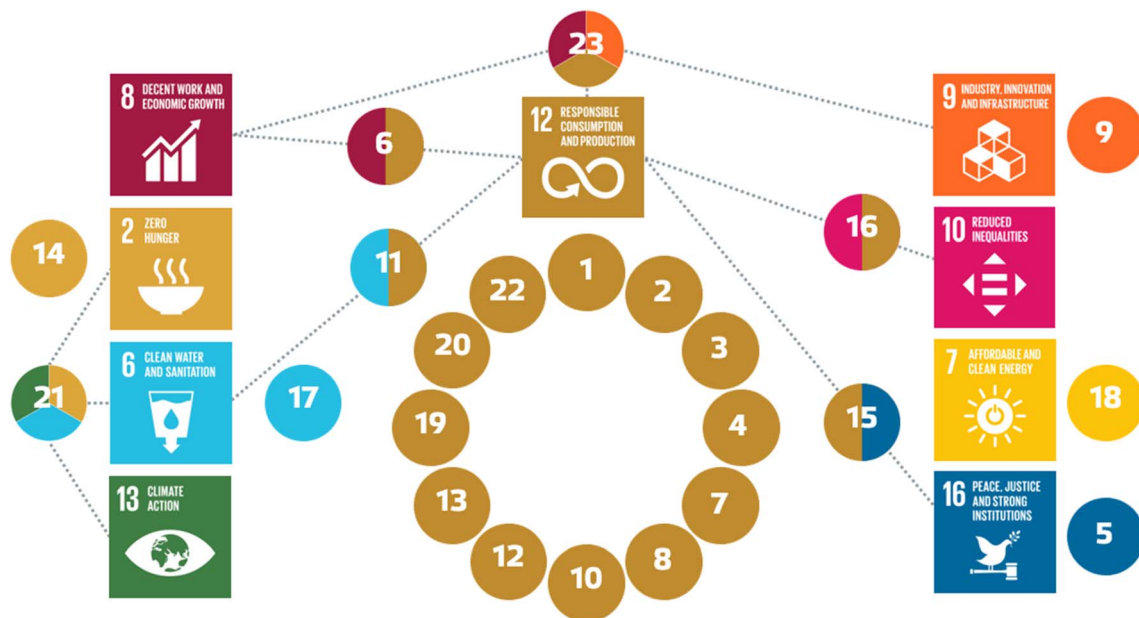 23
8 DECENT WORK AND
ECONOMIC GROWTH
6
12 RESPONSIBLE
CONSUMPTION
AND PRODUCTION
9 INDUSTRY, INNOVATION
AND INFRASTRUCTURE
9
14
2 ZERO
HUNGER
11
16
10 REDUCED
INEQUALITIES
1
22
2
20
3
21
6 CLEAN WATER
AND SANITATION
17
19
4
15
7 AFFORDABLE AND
CLEAN ENERGY
18
13 CLIMATE
ACTION
13
7
12
8
10
16 PEACE, JUSTICE
AND STRONG
INSTITUTIONS
5